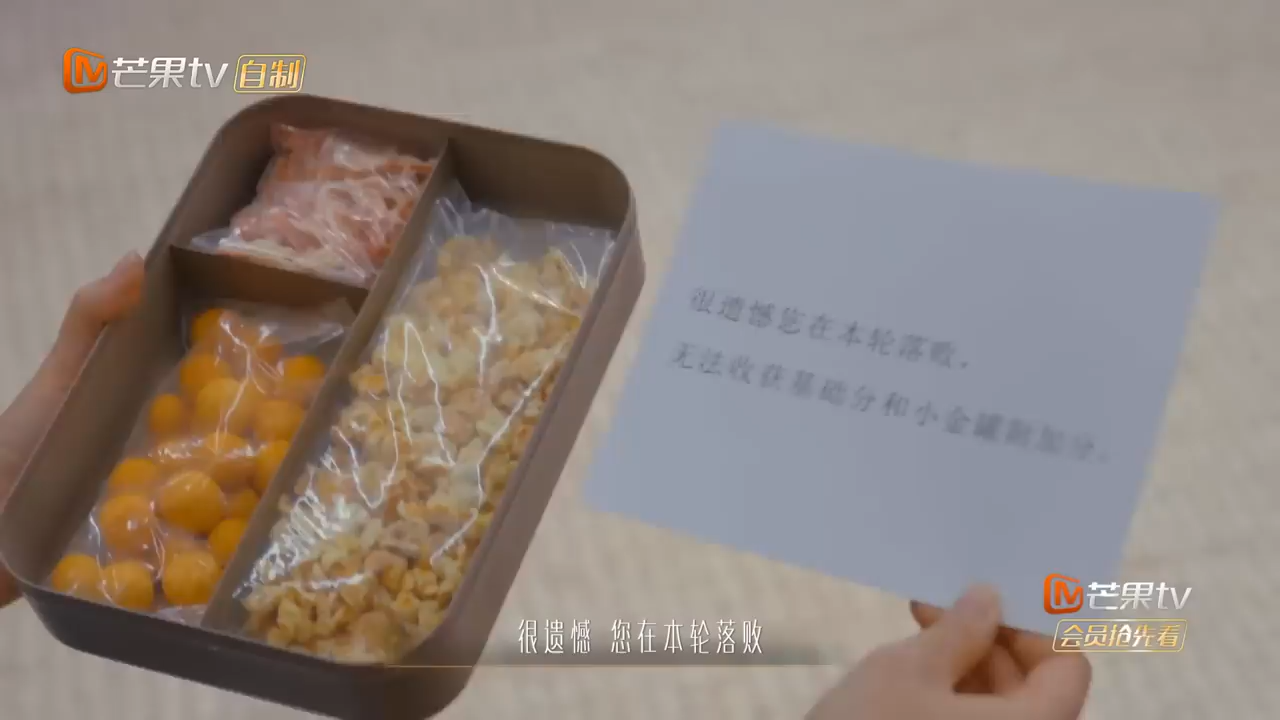 芒果tv 自制
很遗憾您在本轮落败,
无法收获基础分和小金罐附加分。
芒果tv
会员抢先看
很遗憾 您在本轮落败